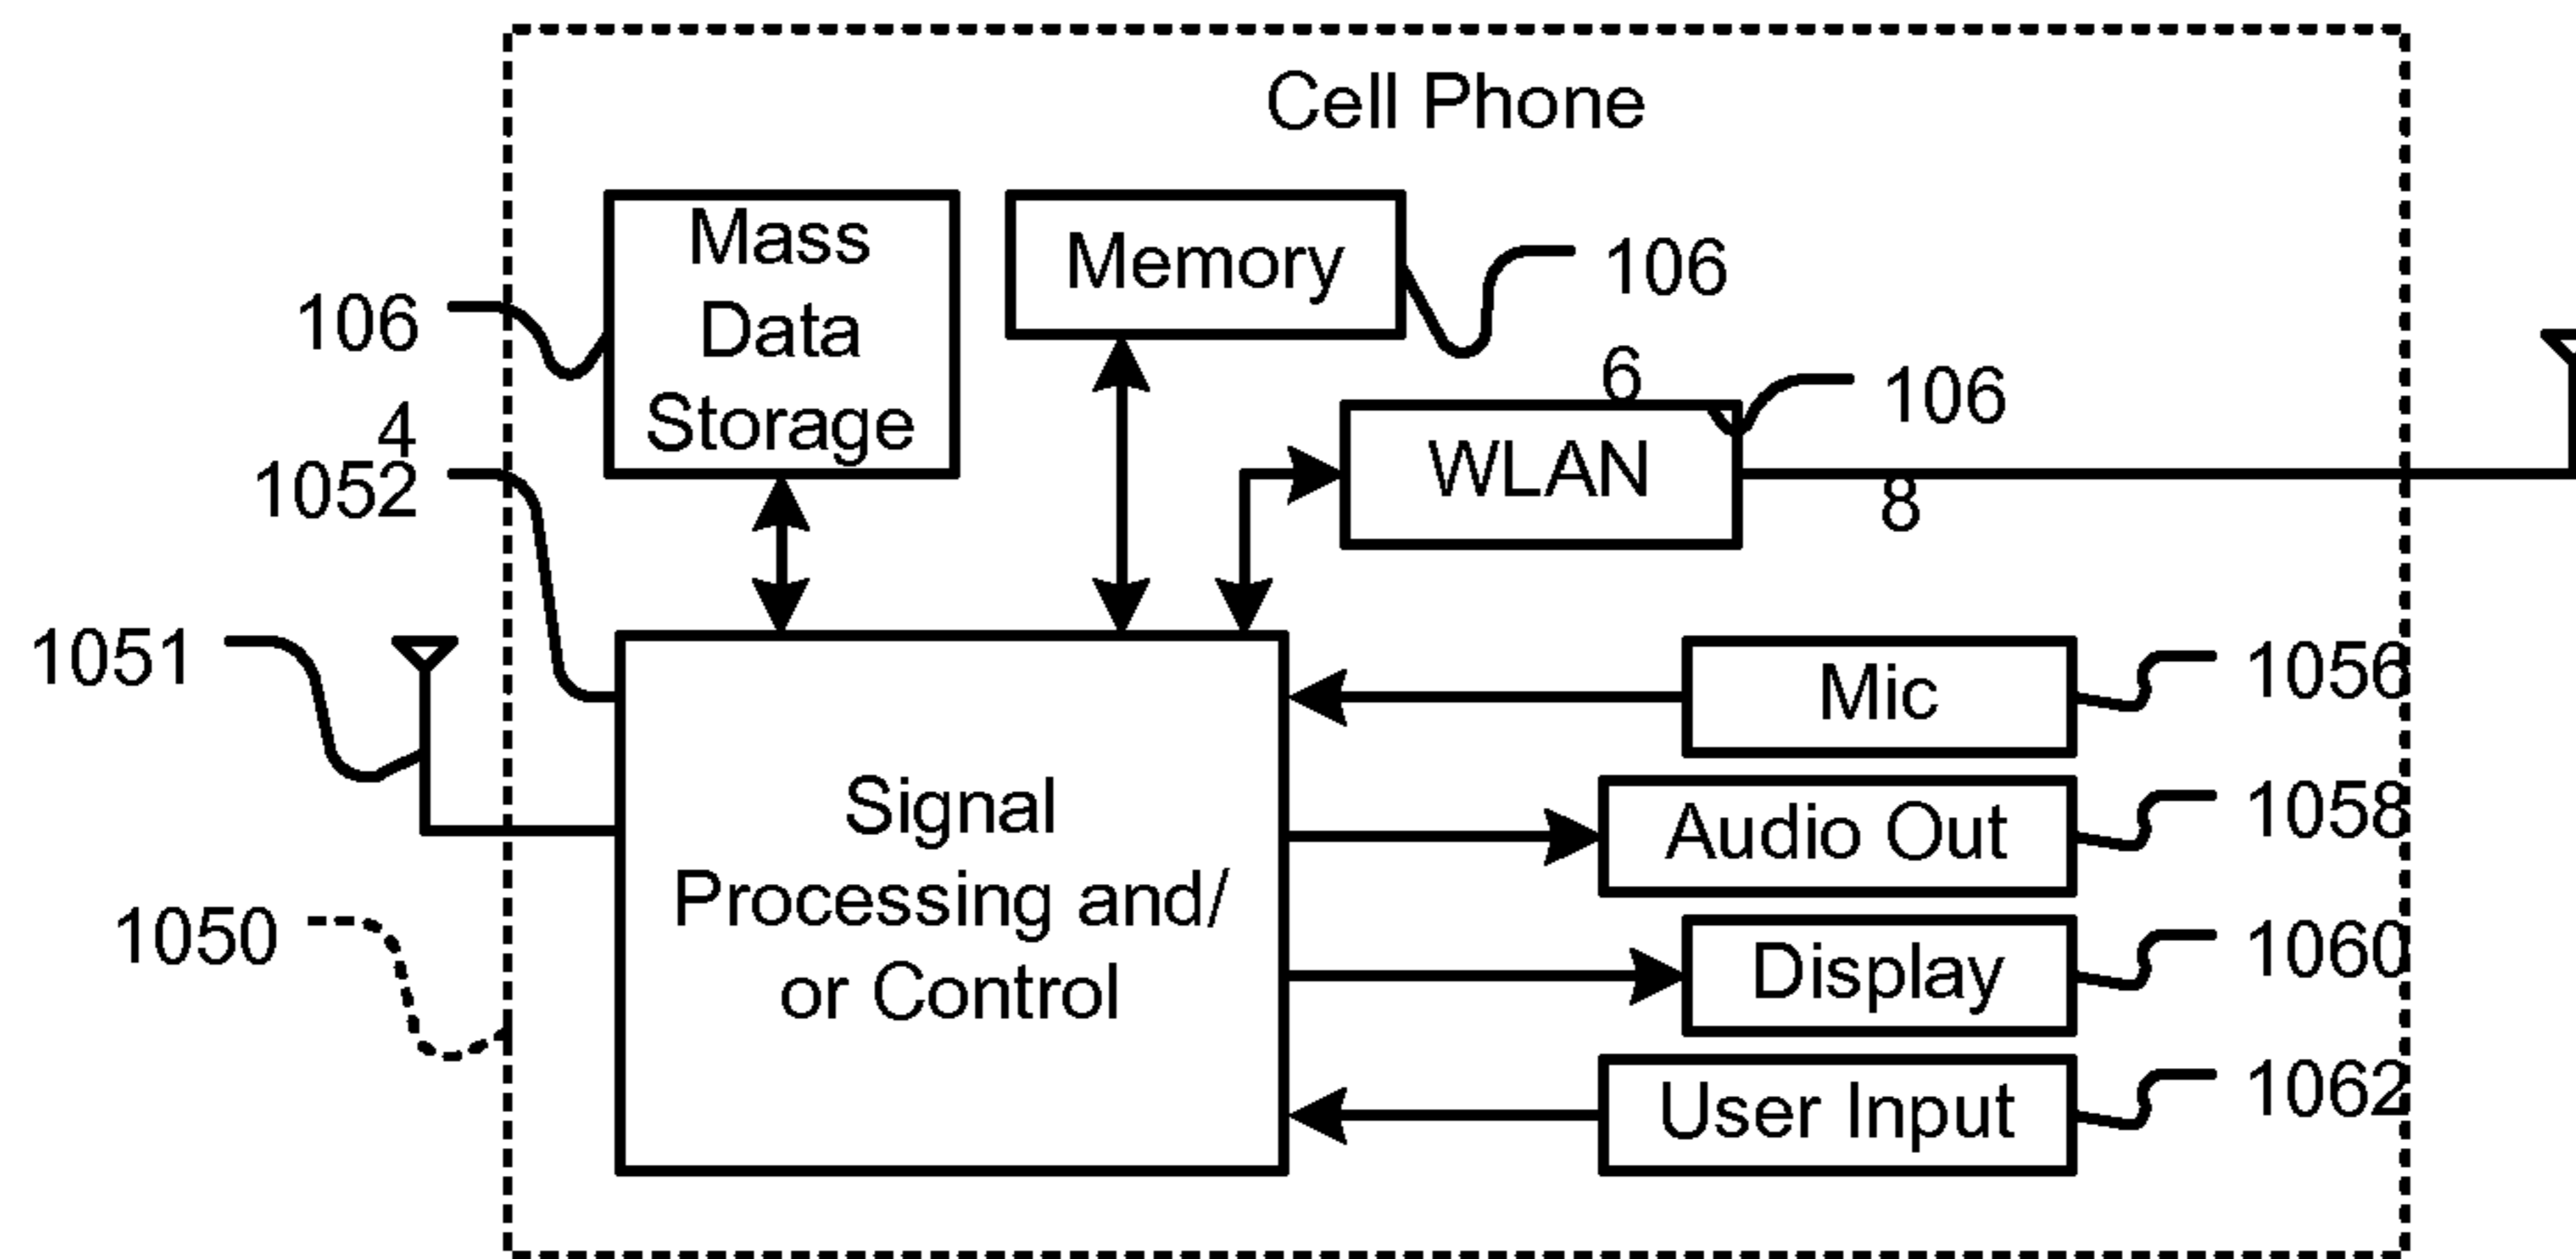 Cell Phone
Mass
Data
Storage
106
4
Memory
106
6
WLAN
106
8
1052
1051
1050
Signal
Processing and/
or Control
Mic
1056
Audio Out
1058
Display
1060
User Input
1062